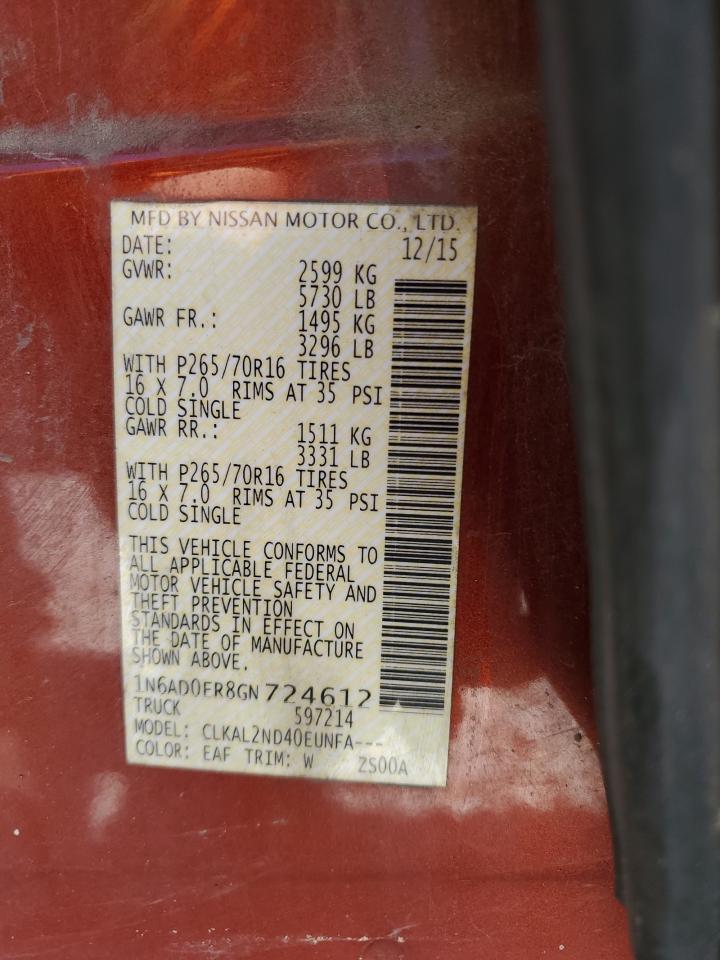 MFD BY NISSAN MOTOR CO., LTD.
DATE: 12/15
GVWR: 2599 KG
5730 LB
GAWR FR.: 1495 KG
3296 LB
WITH P265/70R16 TIRES
16 X 7.0 RIMS AT 35 PSI
COLD SINGLE
GAWR RR.: 1511 KG
3331 LB
WITH P265/70R16 TIRES
16 X 7.0 RIMS AT 35 PSI
COLD SINGLE
THIS VEHICLE CONFORMS TO
ALL APPLICABLE FEDERAL
MOTOR VEHICLE SAFETY AND
THEFT PREVENTION
STANDARDS IN EFFECT ON
THE DATE OF MANUFACTURE
SHOWN ABOVE.
1N6AD0FR8GN724612
TRUCK 597214
MODEL: CLKAL2ND40EUNFA---
COLOR: EAF TRIM: W ZS00A